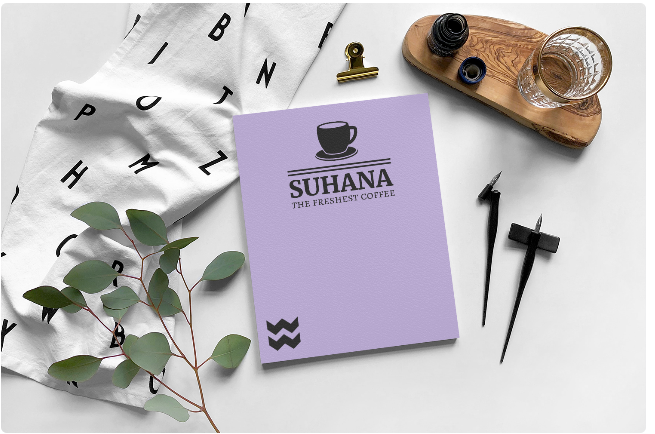 B
I
N
P O
H M Z
SUHANA
THE FRESHEST COFFEE